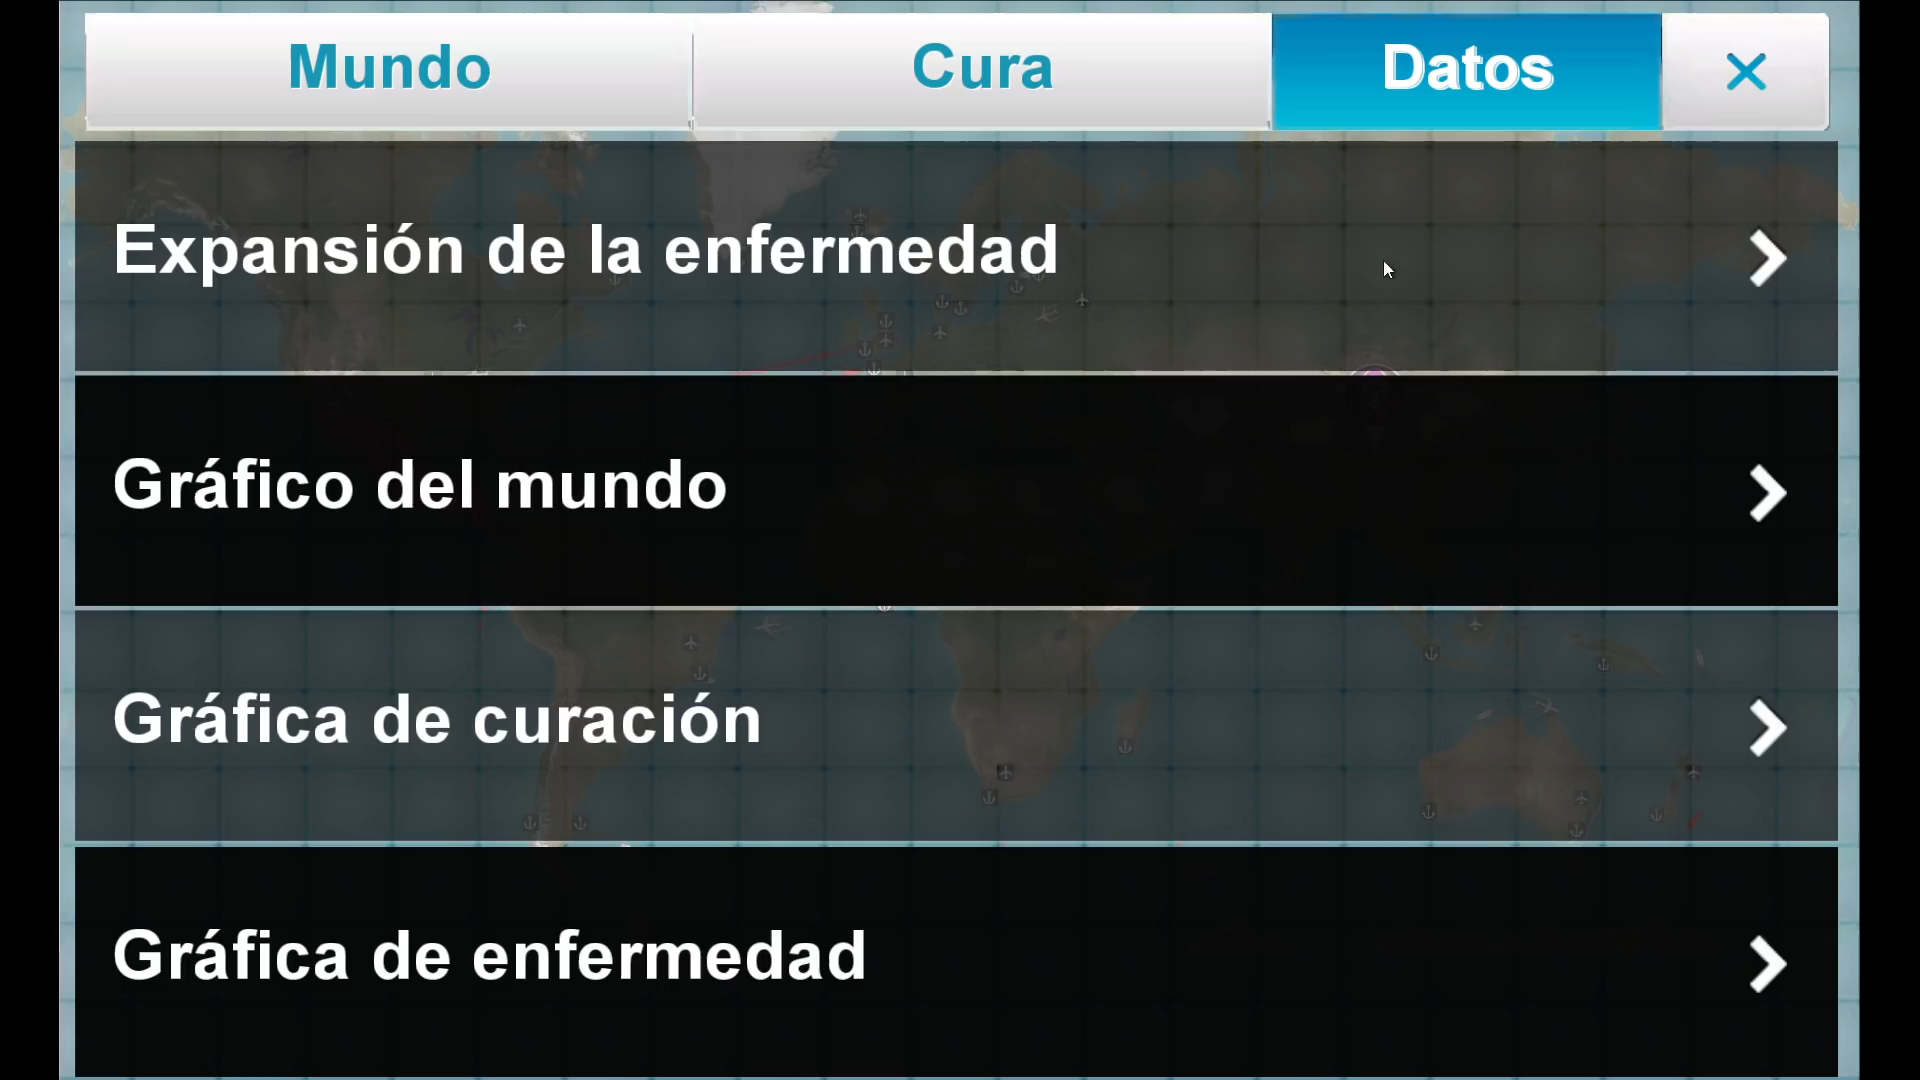 Mundo
Cura
Datos
Expansión de la enfermedad
Gráfico del mundo
Gráfica de curación
Gráfica de enfermedad